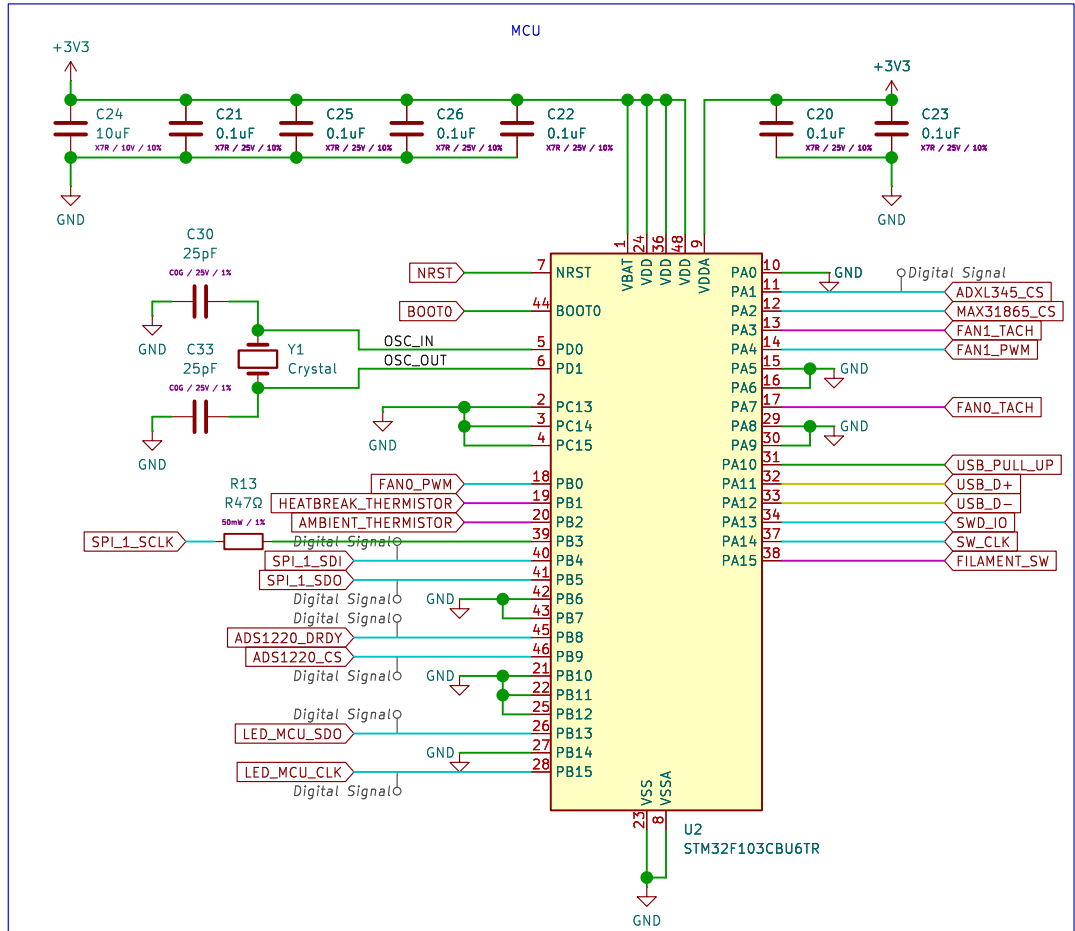 MCU
+3V3
+3V3
C24
10uF
X7R / 10V / 10%
C21
0.1uF
X7R / 25V / 10%
C25
0.1uF
X7R / 25V / 10%
C26
0.1uF
X7R / 25V / 10%
C22
0.1uF
X7R / 25V / 10%
C20
0.1uF
X7R / 25V / 10%
C23
0.1uF
X7R / 25V / 10%
GND
GND
C30
25pF
C0G / 25V / 1%
GND
C33
25pF
C0G / 25V / 1%
GND
Y1
Crystal
OSC_IN
OSC_OUT
1 VBAT
24 VDD
36 VDD
48 VDD
9 VDDA
NRST 7 NRST
BOOT0 44 BOOT0
5 PD0
6 PD1
2 PC13
GND
3 PC14
4 PC15
FAN0_PWM 18 PB0
HEATBREAK_THERMISTOR 19 PB1
AMBIENT_THERMISTOR 20 PB2
R13
R47Ω
50mW / 1%
SPI_1_SCLK 39 PB3
Digital Signal
SPI_1_SDI 40 PB4
SPI_1_SDO 41 PB5
Digital Signal
GND 42 PB6
43 PB7
Digital Signal
ADS1220_DRDY 45 PB8
ADS1220_CS 46 PB9
Digital Signal
GND 21 PB10
22 PB11
25 PB12
Digital Signal
LED_MCU_SDO 26 PB13
GND 27 PB14
LED_MCU_CLK 28 PB15
Digital Signal
PA0 10 GND
Digital Signal
PA1 11 ADXL345_CS
PA2 12 MAX31865_CS
PA3 13 FAN1_TACH
PA4 14 FAN1_PWM
PA5 15 GND
PA6 16
PA7 17 FAN0_TACH
PA8 29 GND
PA9 30
PA10 31 USB_PULL_UP
PA11 32 USB_D+
PA12 33 USB_D-
PA13 34 SWD_IO
PA14 37 SW_CLK
PA15 38 FILAMENT_SW
VSS 23
VSSA 8
U2
STM32F103CBU6TR
GND